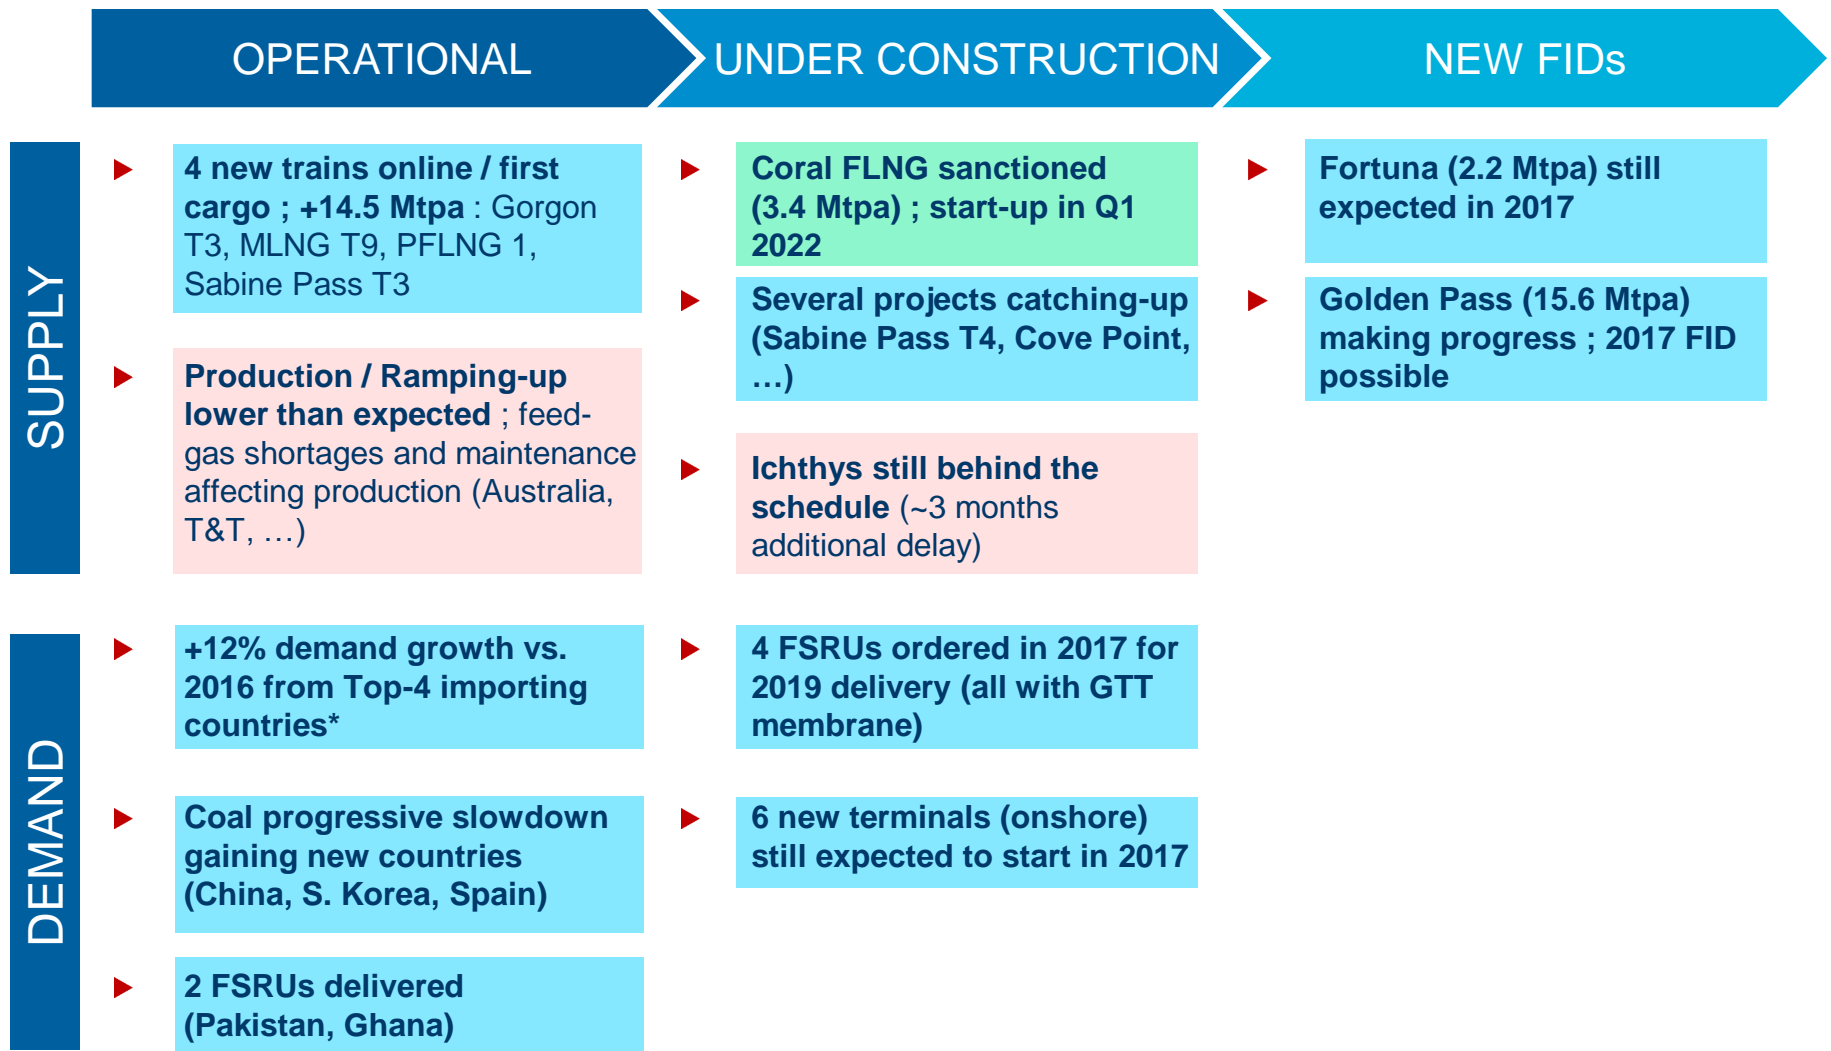 OPERATIONAL
UNDER CONSTRUCTION
NEW FIDs
SUPPLY
4 new trains online / first
cargo ; +14.5 Mtpa : Gorgon
T3, MLNG T9, PFLNG 1,
Sabine Pass T3
Production / Ramping-up
lower than expected ; feed-
gas shortages and maintenance
affecting production (Australia,
T&T, …)
Coral FLNG sanctioned
(3.4 Mtpa) ; start-up in Q1
2022
Several projects catching-up
(Sabine Pass T4, Cove Point,
…)
Ichthys still behind the
schedule (~3 months
additional delay)
Fortuna (2.2 Mtpa) still
expected in 2017
Golden Pass (15.6 Mtpa)
making progress ; 2017 FID
possible
DEMAND
+12% demand growth vs.
2016 from Top-4 importing
countries*
Coal progressive slowdown
gaining new countries
(China, S. Korea, Spain)
2 FSRUs delivered
(Pakistan, Ghana)
4 FSRUs ordered in 2017 for
2019 delivery (all with GTT
membrane)
6 new terminals (onshore)
still expected to start in 2017